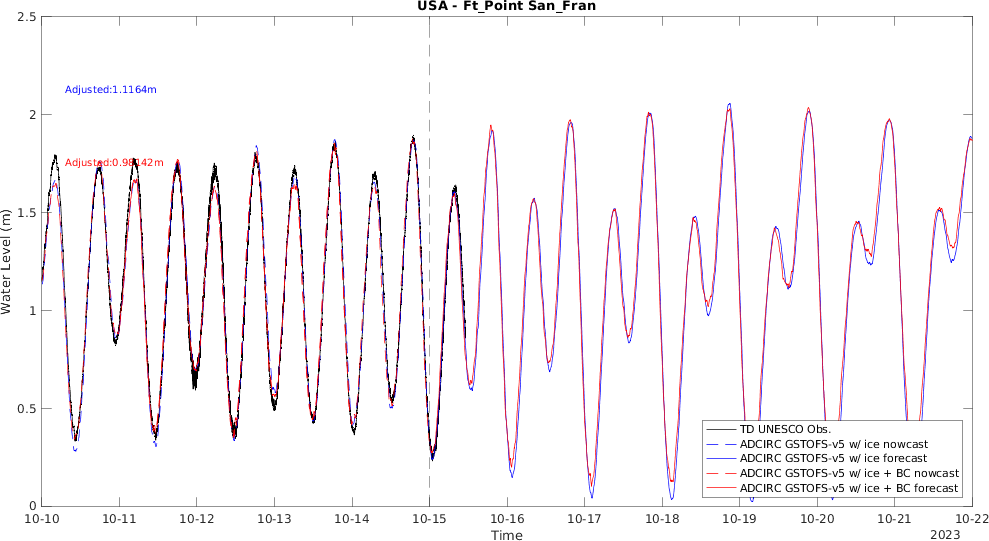 USA - Ft_Point San_Fran
2.5
2
1.5
1
0.5
0
Water Level (m)
Adjusted:1.1164m
Adjusted:0.98142m
TD UNESCO Obs.
ADCIRC GSTOFS-v5 w/ ice nowcast
ADCIRC GSTOFS-v5 w/ ice forecast
ADCIRC GSTOFS-v5 w/ ice + BC nowcast
ADCIRC GSTOFS-v5 w/ ice + BC forecast
10-10 10-11 10-12 10-13 10-14 10-15 10-16 10-17 10-18 10-19 10-20 10-21 10-22
Time
2023